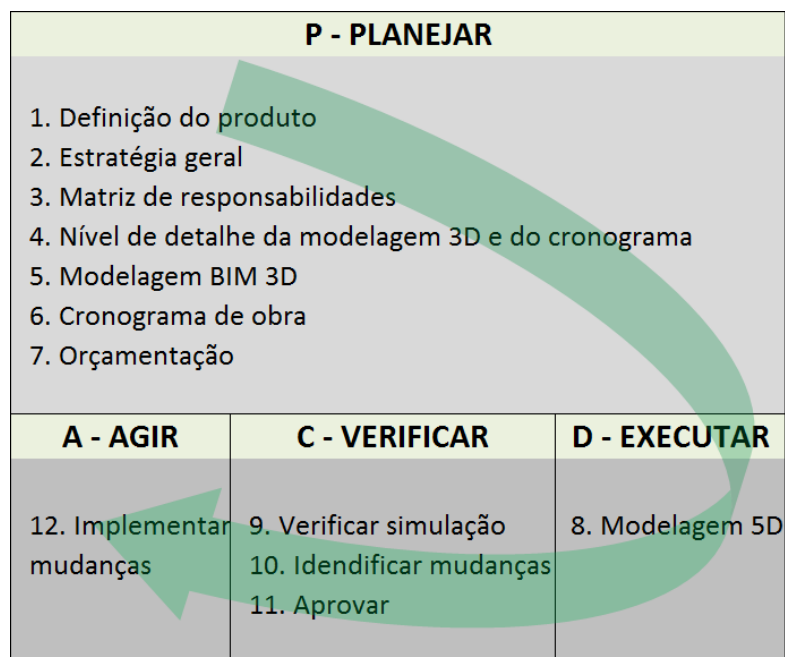 P - PLANEJAR
1. Definição do produto
2. Estratégia geral
3. Matriz de responsabilidades
4. Nível de detalhe da modelagem 3D e do cronograma
5. Modelagem BIM 3D
6. Cronograma de obra
7. Orçamentação
A - AGIR
12. Implementar
mudanças
C - VERIFICAR
9. Verificar simulação
10. Idendificar mudanças
11. Aprovar
D - EXECUTAR
8. Modelagem 5D